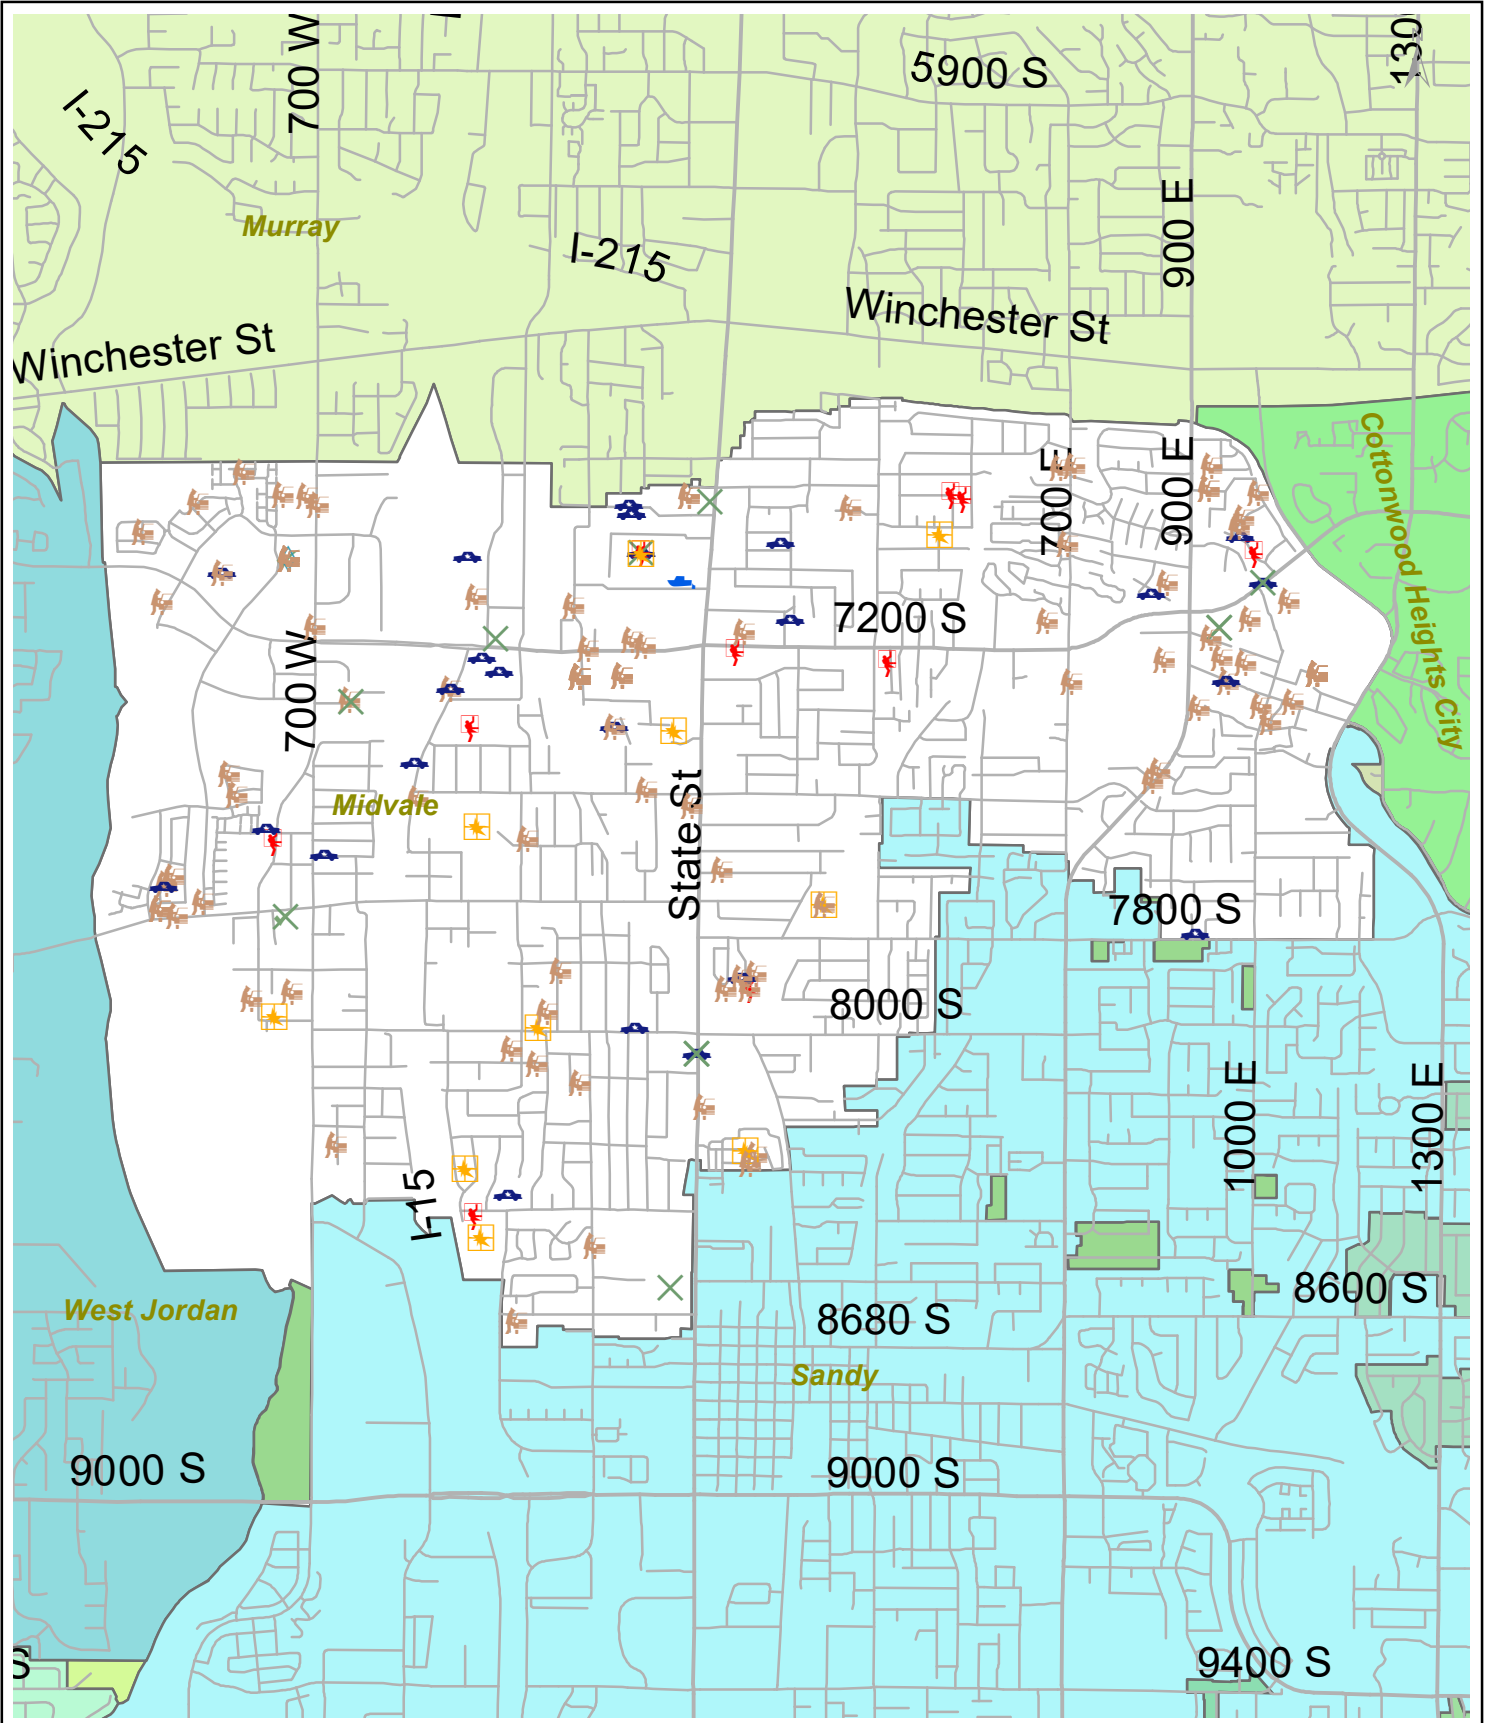 700 W
130
5900 S
I-215
900 E
Murray
I-215
Winchester St
Winchester St
Cottonwood Heights City
700 E
900 E
7200 S
700 W
Midvale
State St
7800 S
8000 S
1000 E
1300 E
I-15
8600 S
West Jordan
8680 S
Sandy
9000 S
9000 S
S
9400 S